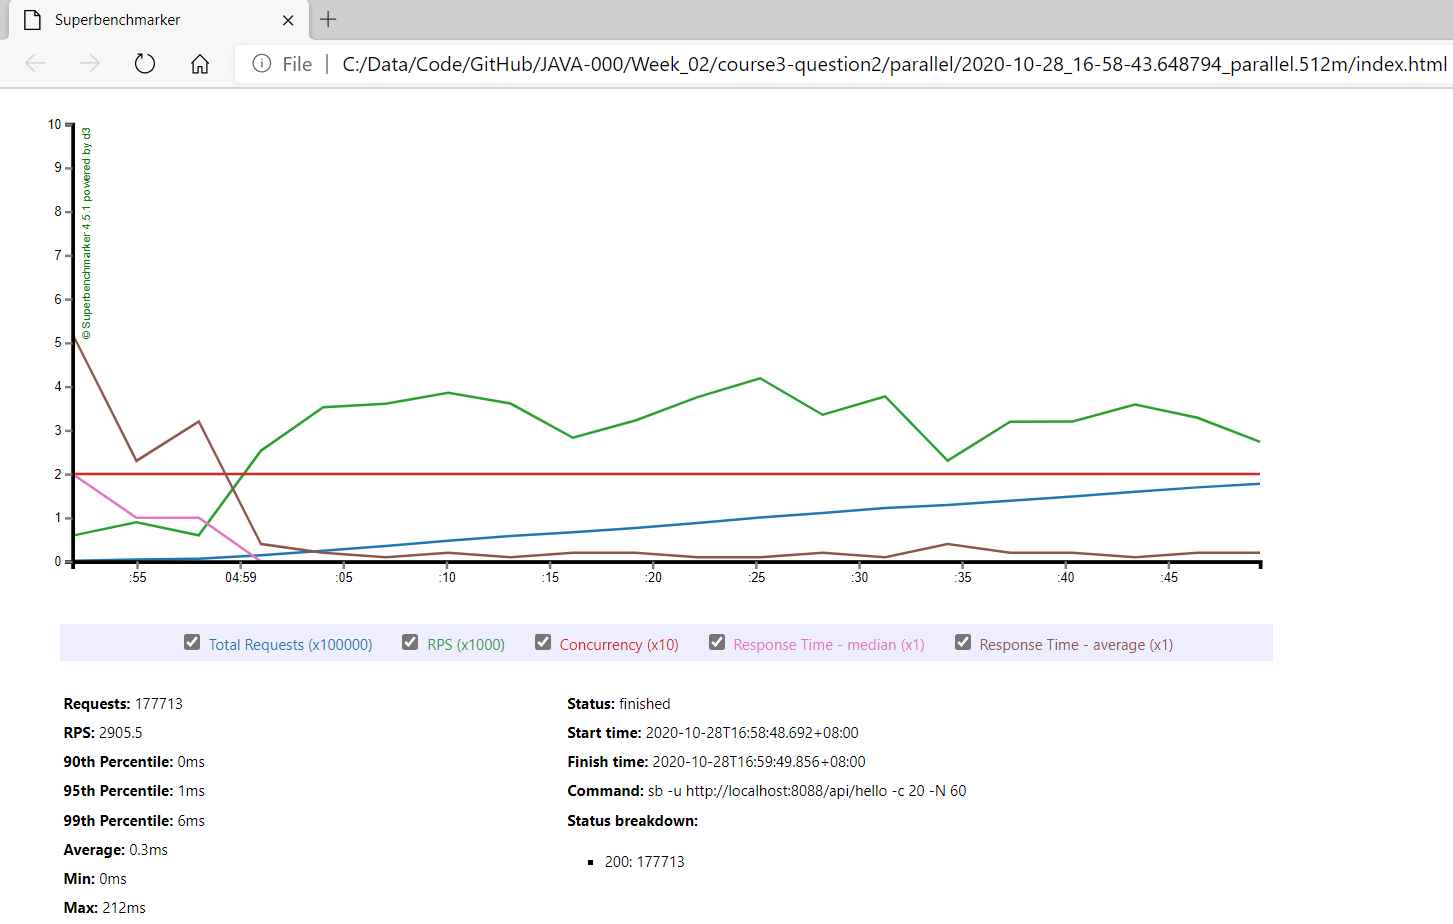 Superbenchmarker
File | C:/Data/Code/GitHub/JAVA-000/Week_02/course3-question2/parallel/2020-10-28_16-58-43.648794_parallel.512m/index.html
© Superbenchmarker 4.5.1 powered by d3
10
9
8
7
6
5
4
3
2
1
0
:55 04:59 :05 :10 :15 :20 :25 :30 :35 :40 :45
Total Requests (x100000) RPS (x1000) Concurrency (x10) Response Time - median (x1) Response Time - average (x1)
Requests: 177713
RPS: 2905.5
90th Percentile: 0ms
95th Percentile: 1ms
99th Percentile: 6ms
Average: 0.3ms
Min: 0ms
Max: 212ms
Status: finished
Start time: 2020-10-28T16:58:48.692+08:00
Finish time: 2020-10-28T16:59:49.856+08:00
Command: sb -u http://localhost:8088/api/hello -c 20 -N 60
Status breakdown:
200: 177713